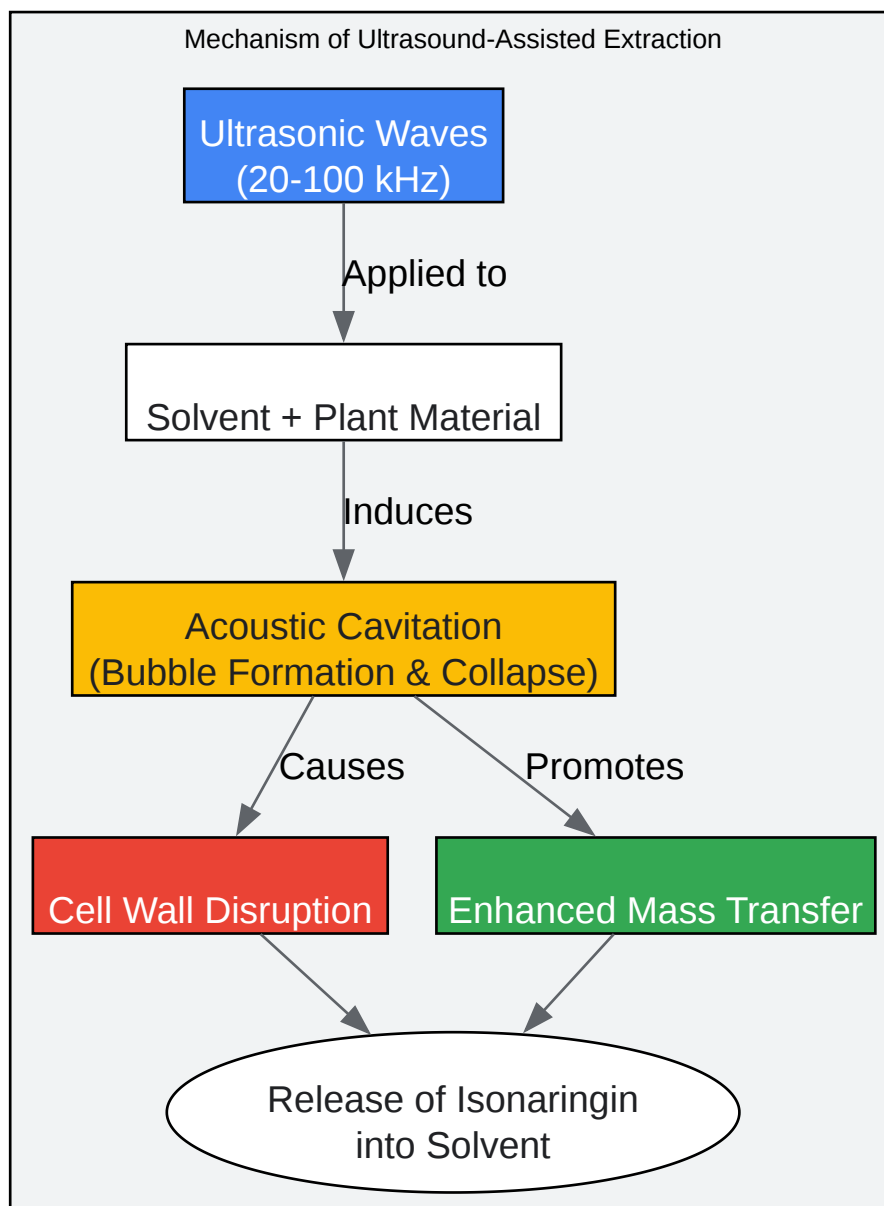 Mechanism of Ultrasound-Assisted Extraction
Ultrasonic Waves
(20-100 kHz)
Applied to
Solvent + Plant Material
Induces
Acoustic Cavitation
(Bubble Formation & Collapse)
Causes
Promotes
Cell Wall Disruption
Enhanced Mass Transfer
Release of Isonaringin
into Solvent